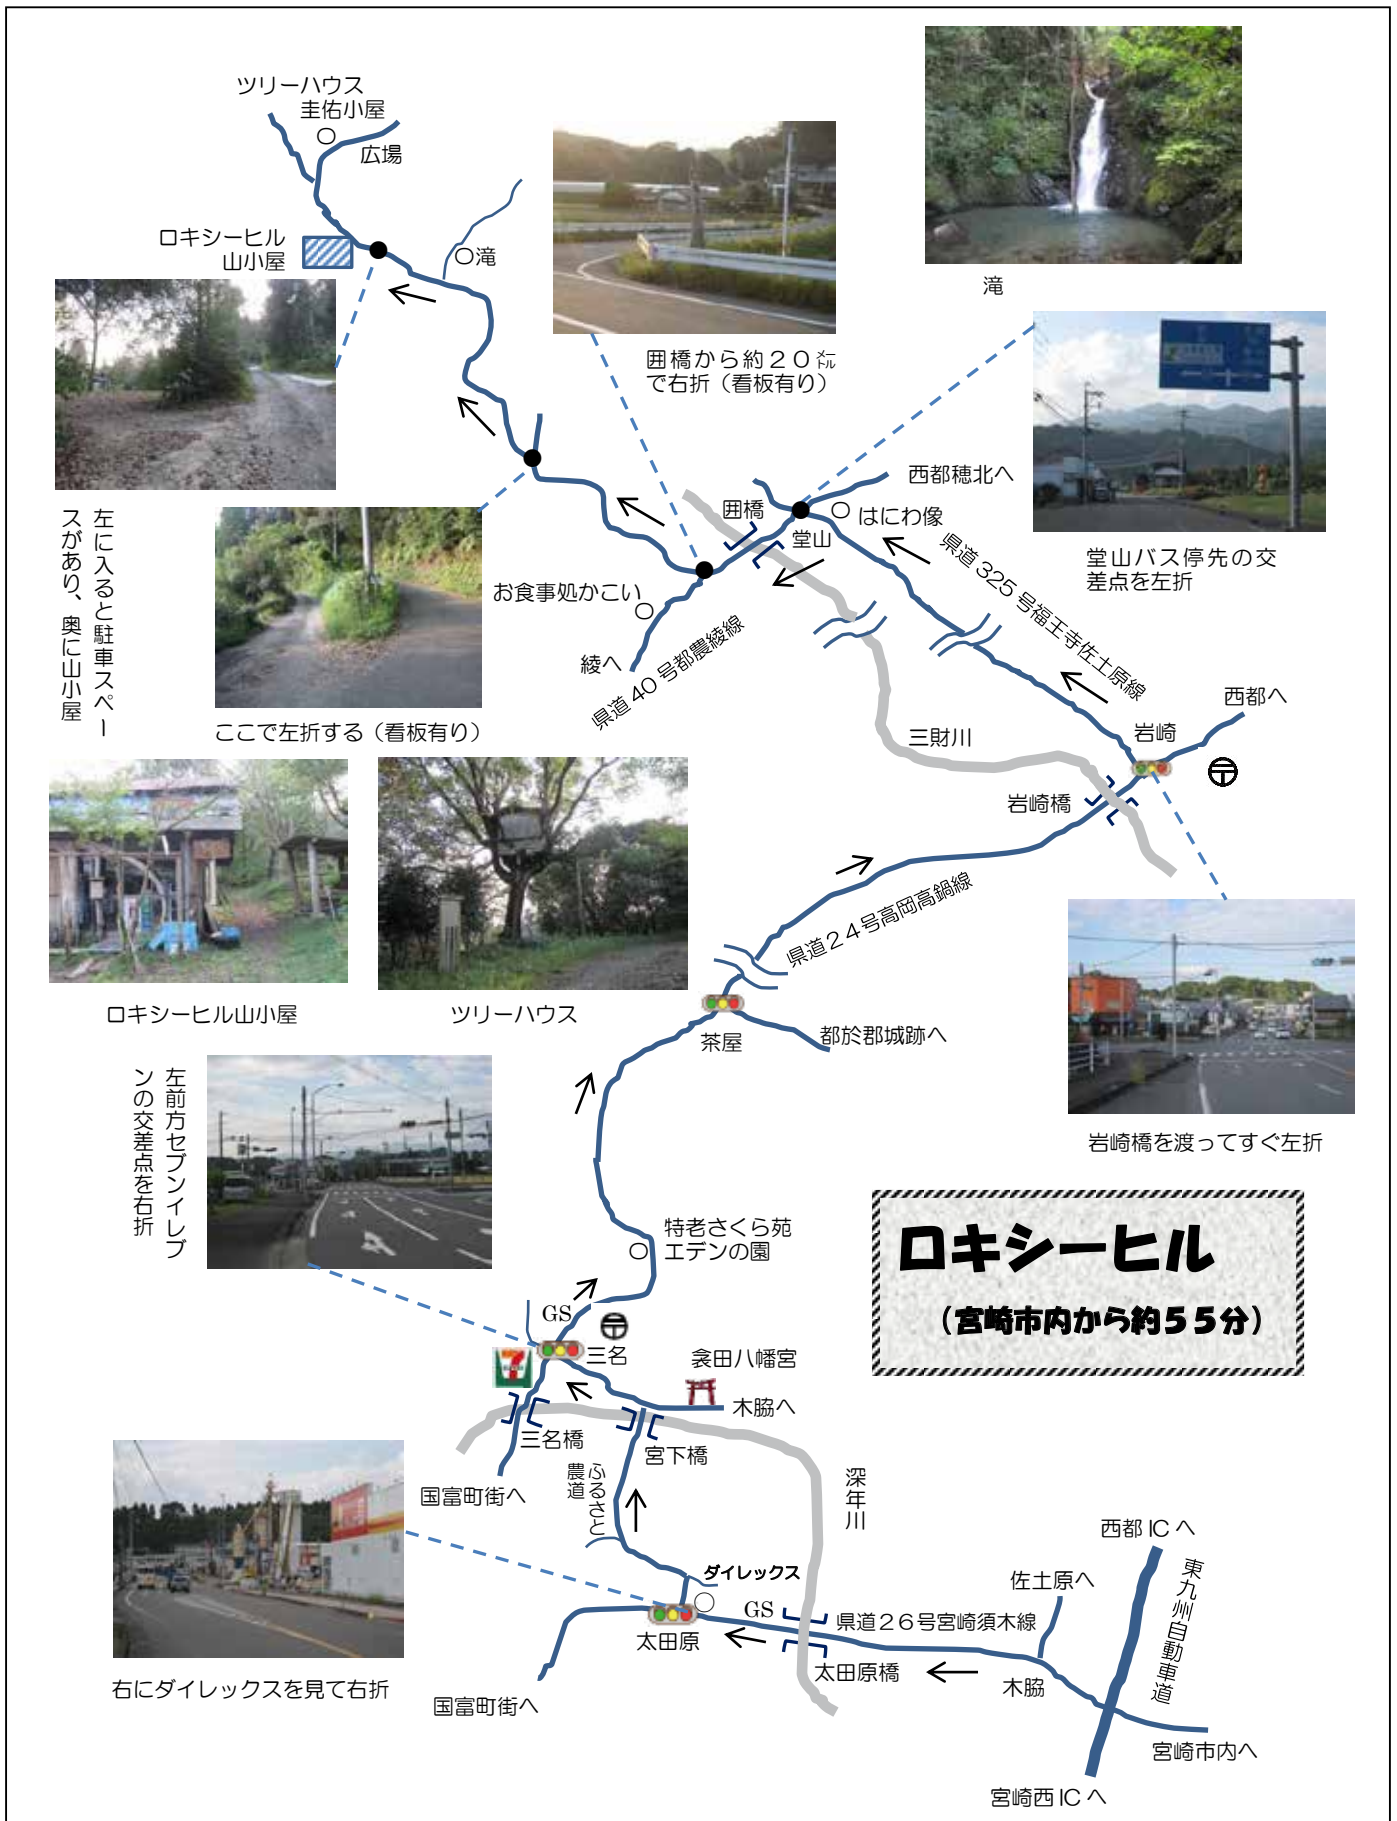 ツリーハウス
圭佑小屋
広場
ロキシーヒル
山小屋
滝
滝
囲橋から約20メートル
で右折（看板有り）
西都穂北へ
囲橋
はにわ像
堂山
県道325号福王寺佐土原線
堂山バス停先の交
差点を左折
左に入ると駐車スペー
スがあり、奥に山小屋
お食事処かこい
綾へ
県道40号都農綾線
ここで左折する（看板有り）
西都へ
岩崎
三財川
岩崎橋
県道24号高岡高鍋線
ロキシーヒル山小屋
ツリーハウス
茶屋
都於郡城跡へ
岩崎橋を渡ってすぐ左折
左前方セブンイレブ
ンの交差点を右折
特老さくら苑
エデンの園
ロキシーヒル
（宮崎市内から約55分）
GS
三名
7
衾田八幡宮
木脇へ
三名橋
宮下橋
国富町街へ
ふるさと
農道
深年川
西都ICへ
東九州自動車道
佐土原へ
ダイレックス
GS
県道26号宮崎須木線
太田原
太田原橋
木脇
右にダイレックスを見て右折
国富町街へ
宮崎市内へ
宮崎西ICへ